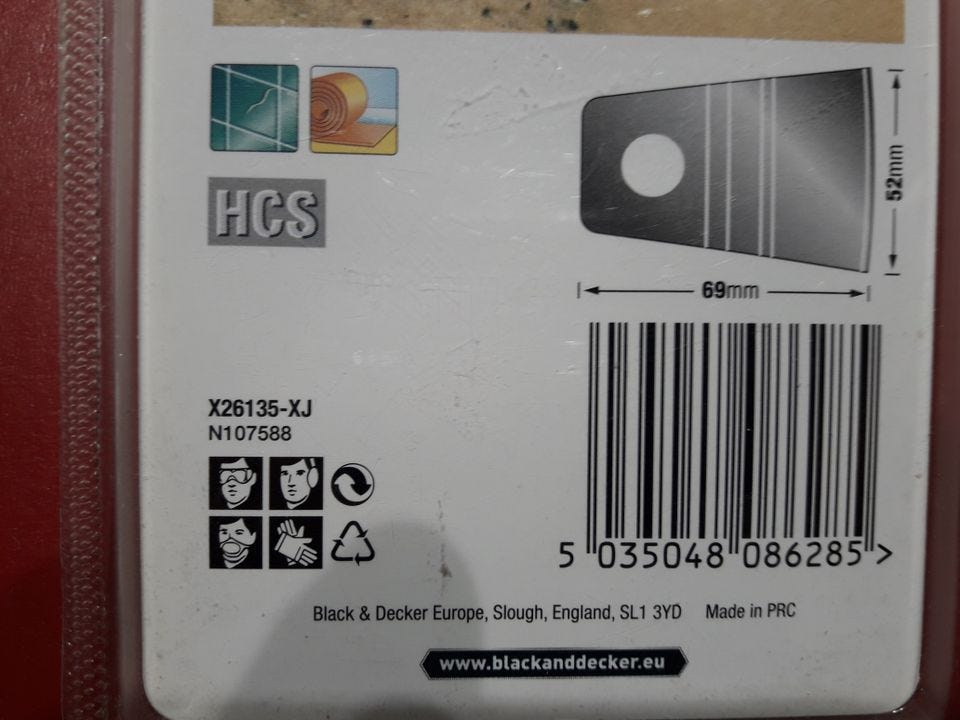 HCS
52mm
69mm
X26135-XJ
N107588
5 035048 086285 >
Black & Decker Europe, Slough, England, SL1 3YD Made in PRC
www.blackanddecker.eu